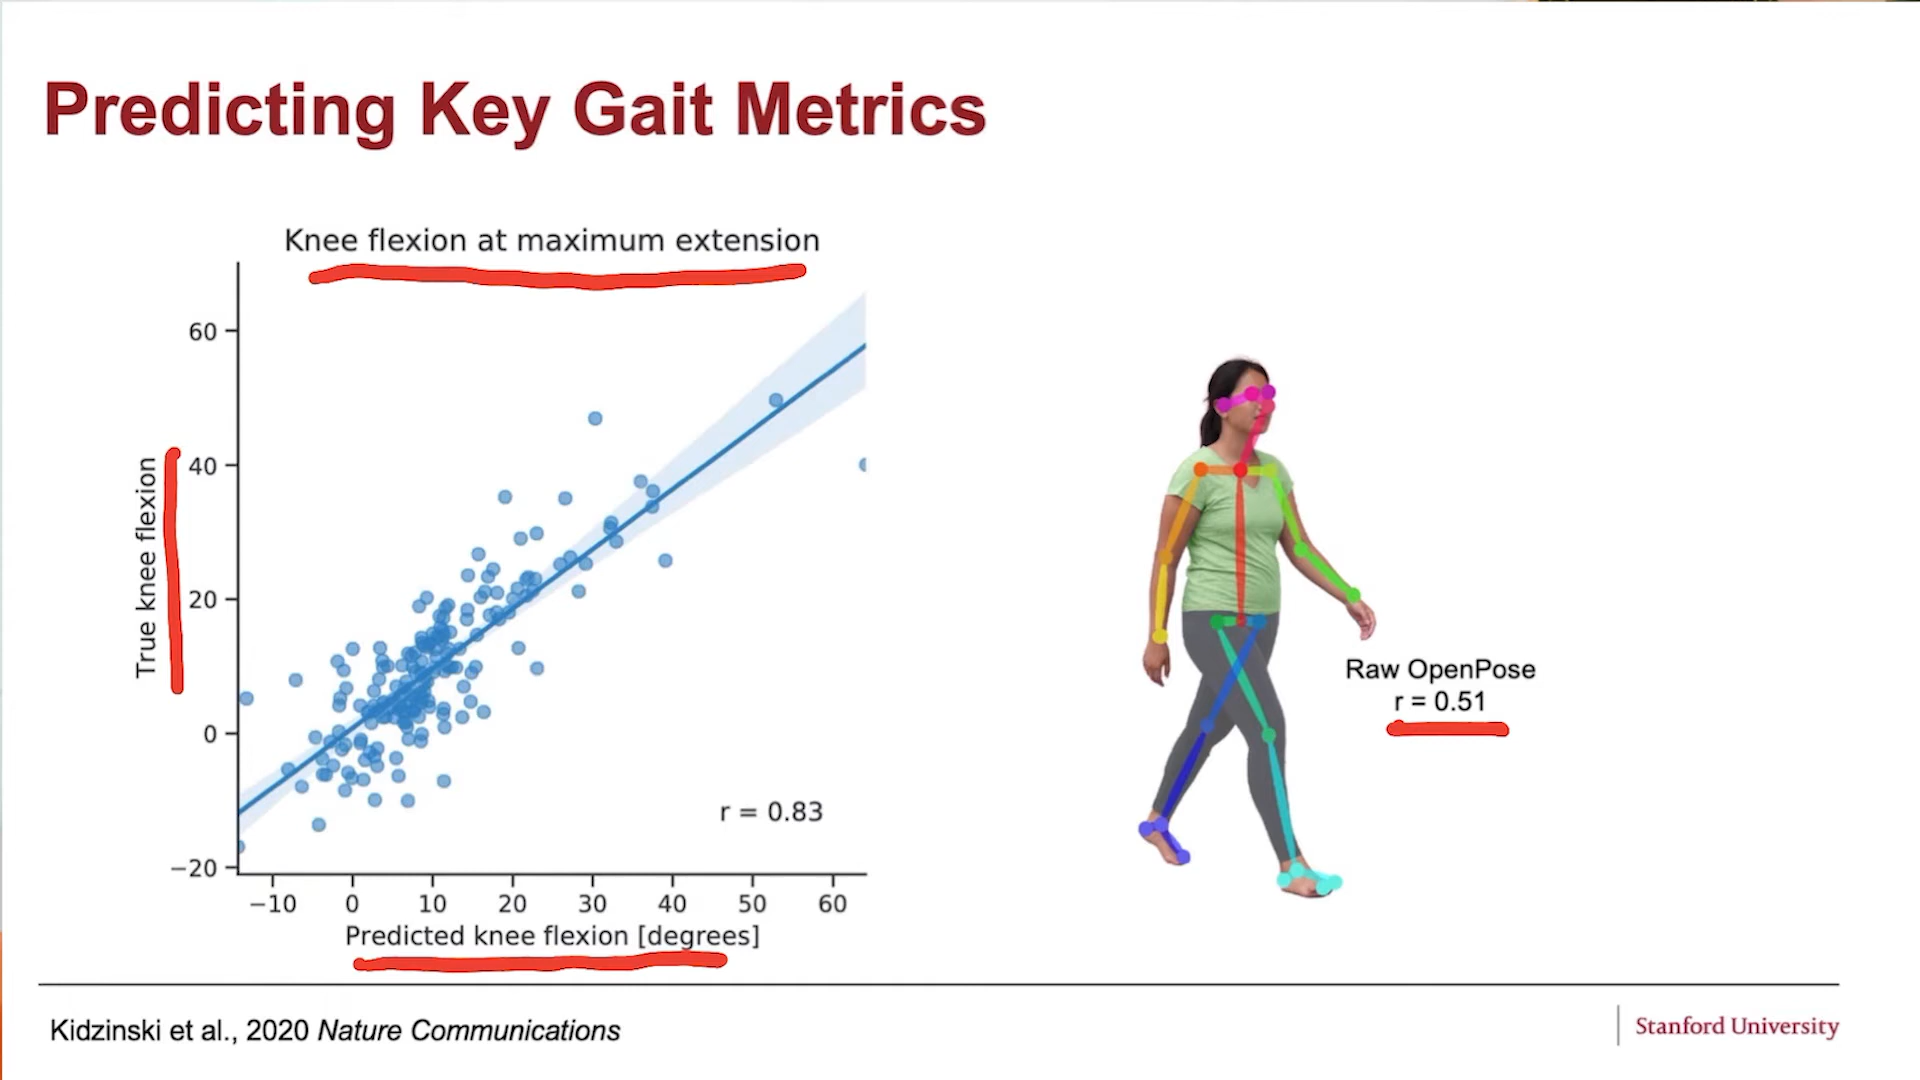 Predicting Key Gait Metrics
Knee flexion at maximum extension
True knee flexion
60
40
20
0
−20
r = 0.83
−10 0 10 20 30 40 50 60
Predicted knee flexion [degrees]
Raw OpenPose
r = 0.51
Kidzinski et al., 2020 Nature Communications
Stanford University